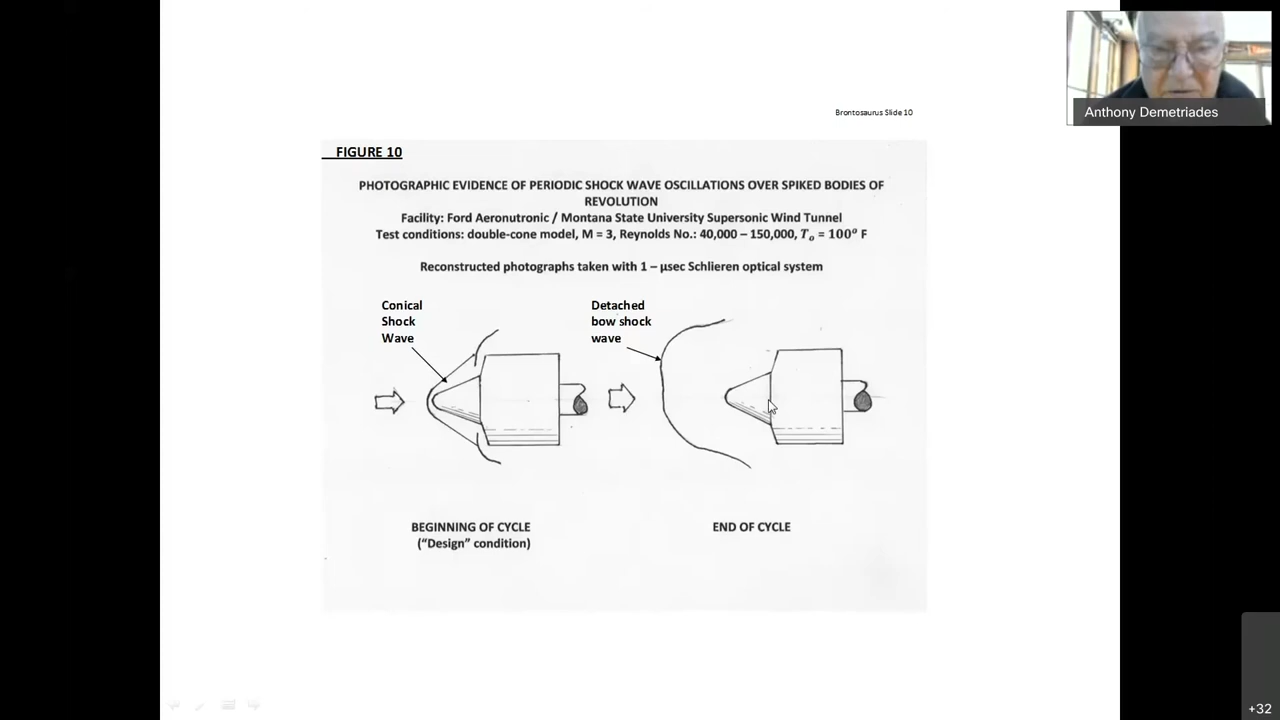 Anthony Demetriades
Brontosaurus Slide 10
FIGURE 10
PHOTOGRAPHIC EVIDENCE OF PERIODIC SHOCK WAVE OSCILLATIONS OVER SPIKED BODIES OF
REVOLUTION
Facility: Ford Aeronutronic / Montana State University Supersonic Wind Tunnel
Test conditions: double-cone model, M = 3, Reynolds No.: 40,000 – 150,000, Tₒ = 100° F
Reconstructed photographs taken with 1 – μsec Schlieren optical system
Conical
Shock
Wave
Detached
bow shock
wave
BEGINNING OF CYCLE
(“Design” condition)
END OF CYCLE
+32